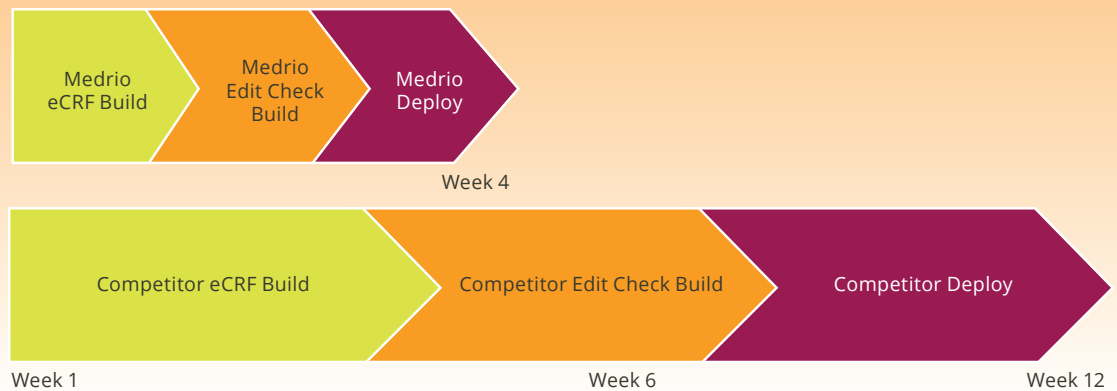 Medrio
eCRF Build
Medrio
Edit Check
Build
Medrio
Deploy
Week 4
Competitor eCRF Build
Competitor Edit Check Build
Competitor Deploy
Week 1
Week 6
Week 12